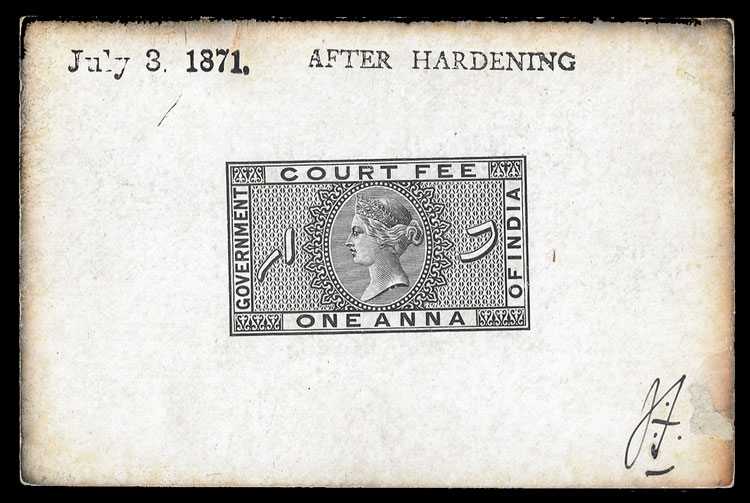 July 3. 1871. AFTER HARDENING
COURT FEE
GOVERNMENT
OF INDIA
ONE ANNA
J.F.